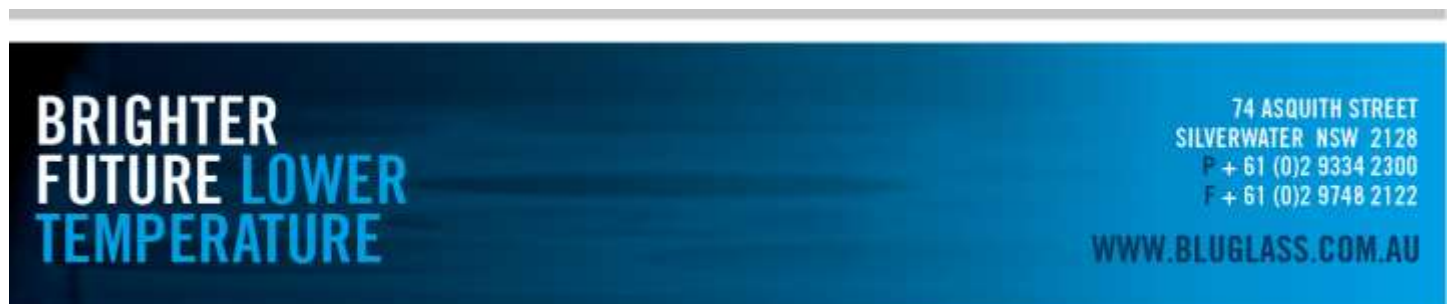 BRIGHTER
FUTURE LOWER
TEMPERATURE
74 ASQUITH STREET
SILVERWATER NSW 2128
P + 61 (0)2 9334 2300
F + 61 (0)2 9748 2122
WWW.BLUGLASS.COM.AU